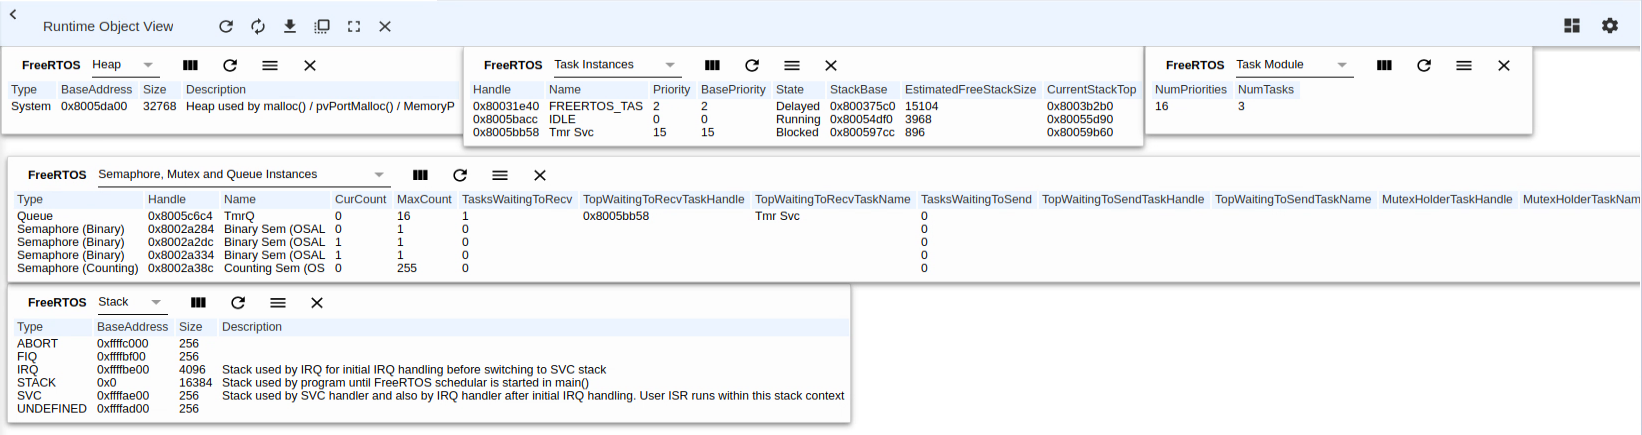 Runtime Object View
FreeRTOS Heap
Type BaseAddress Size Description
System 0x8005da00 32768 Heap used by malloc() / pvPortMalloc() / MemoryP
FreeRTOS Task Instances
Handle Name Priority BasePriority State StackBase EstimatedFreeStackSize CurrentStackTop
0x80031e40 FREERTOS_TAS 2 2 Delayed 0x800375c0 15104 0x8003b2b0
0x8005bacc IDLE 0 0 Running 0x80054df0 3968 0x80055d90
0x8005bb58 Tmr Svc 15 15 Blocked 0x800597cc 896 0x80059b60
FreeRTOS Task Module
NumPriorities NumTasks
16 3
FreeRTOS Semaphore, Mutex and Queue Instances
Type Handle Name CurCount MaxCount TasksWaitingToRecv TopWaitingToRecvTaskHandle TopWaitingToRecvTaskName TasksWaitingToSend TopWaitingToSendTaskHandle TopWaitingToSendTaskName MutexHolderTaskHandle MutexHolderTaskNam
Queue 0x8005c6c4 TmrQ 0 16 1 0x8005bb58 Tmr Svc 0
Semaphore (Binary) 0x8002a284 Binary Sem (OSAL 0 1 0 0
Semaphore (Binary) 0x8002a2dc Binary Sem (OSAL 1 1 0 0
Semaphore (Binary) 0x8002a334 Binary Sem (OSAL 1 1 0 0
Semaphore (Counting) 0x8002a38c Counting Sem (OS 0 255 0 0
FreeRTOS Stack
Type BaseAddress Size Description
ABORT 0xffffc000 256
FIQ 0xffffbf00 256
IRQ 0xffffbe00 4096 Stack used by IRQ for initial IRQ handling before switching to SVC stack
STACK 0x0 16384 Stack used by program until FreeRTOS schedular is started in main()
SVC 0xffffae00 256 Stack used by SVC handler and also by IRQ handler after initial IRQ handling. User ISR runs within this stack context
UNDEFINED 0xffffad00 256